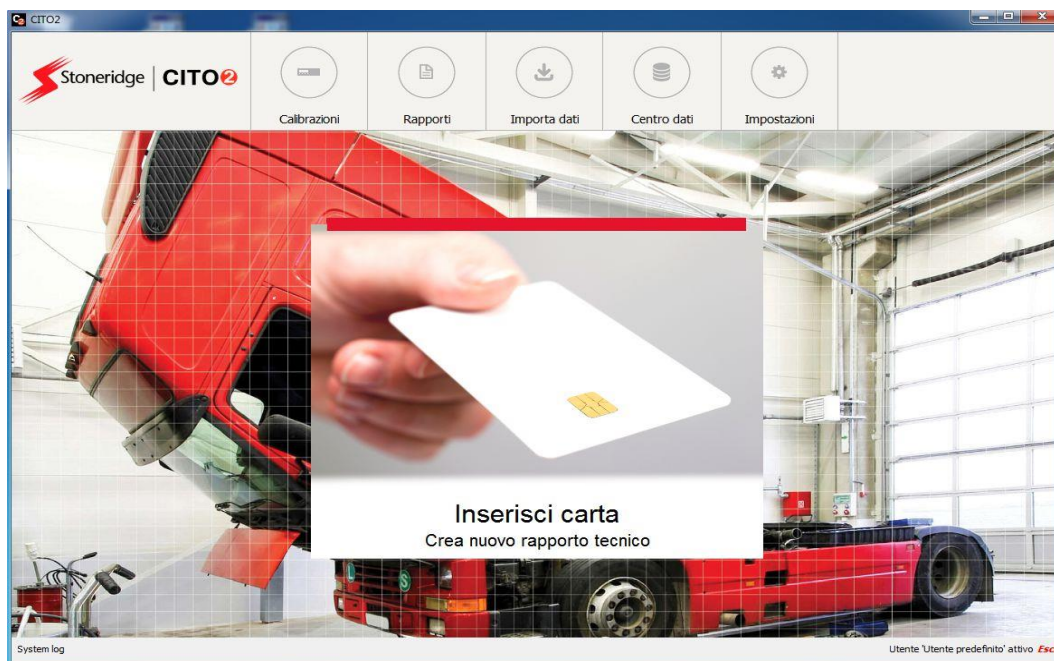 CITO2
Stoneridge CITO2
Calibrazioni
Rapporti
Importa dati
Centro dati
Impostazioni
Inserisci carta
Crea nuovo rapporto tecnico
L
S
System log
Utente 'Utente predefinito' attivo Esc